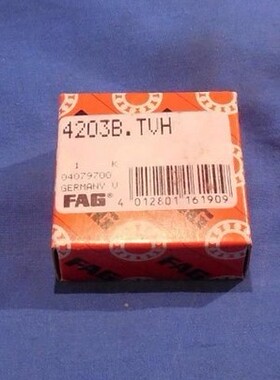 4203B.TVH
1 K
04079700
GERMANY V
FAG®
4 012801 161909